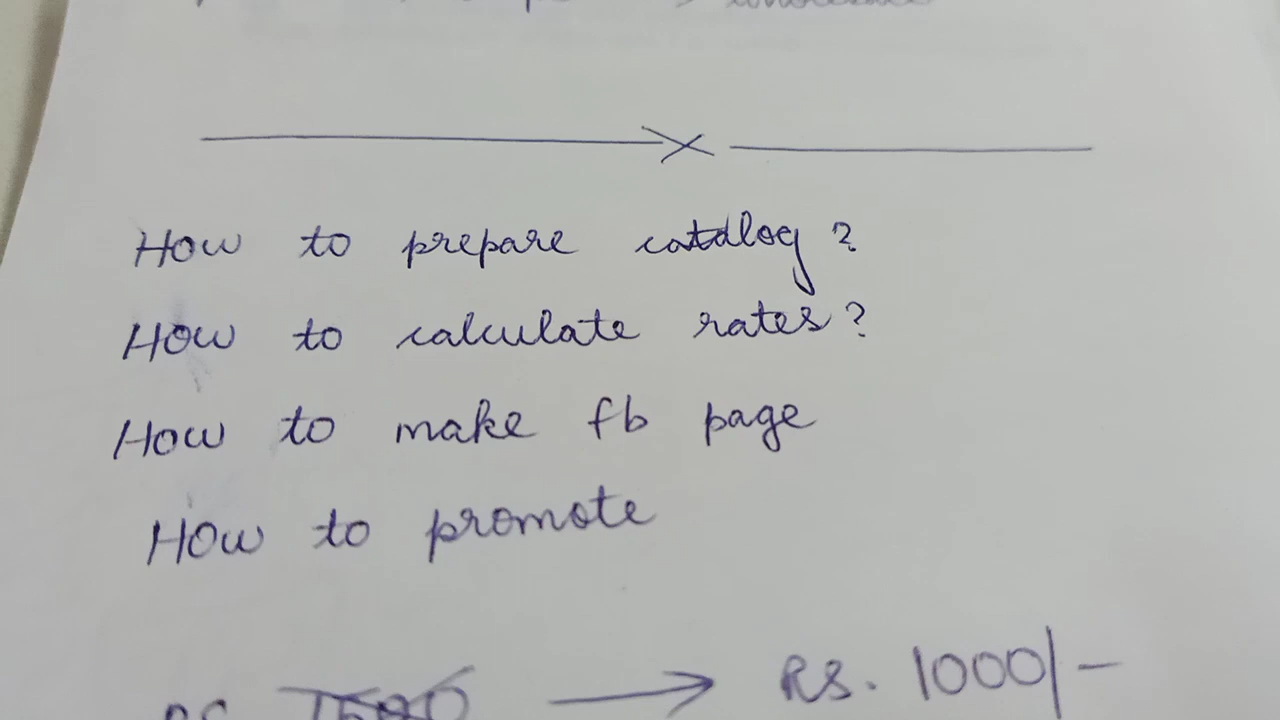 How to prepare catalog ?
How to calculate rates ?
How to make fb page
How to promote
RS. 1000/-